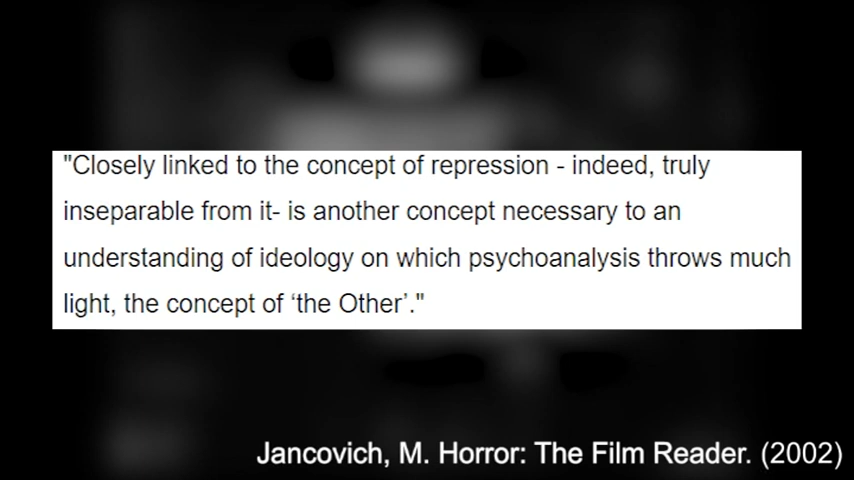 "Closely linked to the concept of repression - indeed, truly
inseparable from it- is another concept necessary to an
understanding of ideology on which psychoanalysis throws much
light, the concept of ‘the Other’."
Jancovich, M. Horror: The Film Reader. (2002)